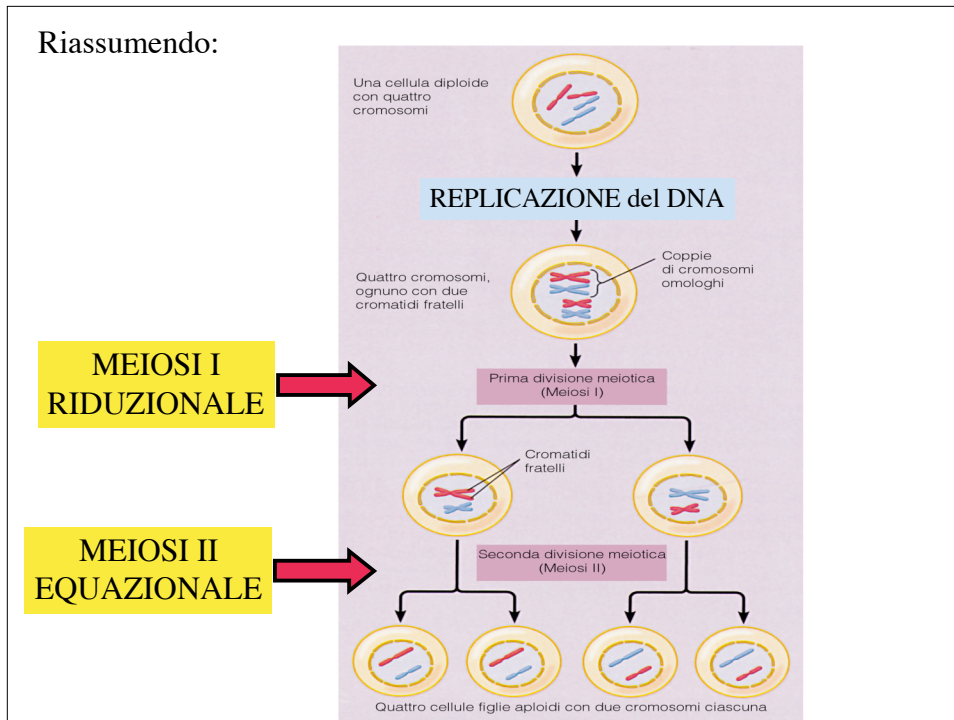 Riassumendo:
Una cellula diploide
con quattro
cromosomi
REPLICAZIONE del DNA
Quattro cromosomi,
ognuno con due
cromatidi fratelli
Coppie
di cromosomi
omologhi
MEIOSI I
RIDUZIONALE
Prima divisione meiotica
(Meiosi I)
Cromatidi
fratelli
MEIOSI II
EQUAZIONALE
Seconda divisione meiotica
(Meiosi II)
Quattro cellule figlie aploidi con due cromosomi ciascuna